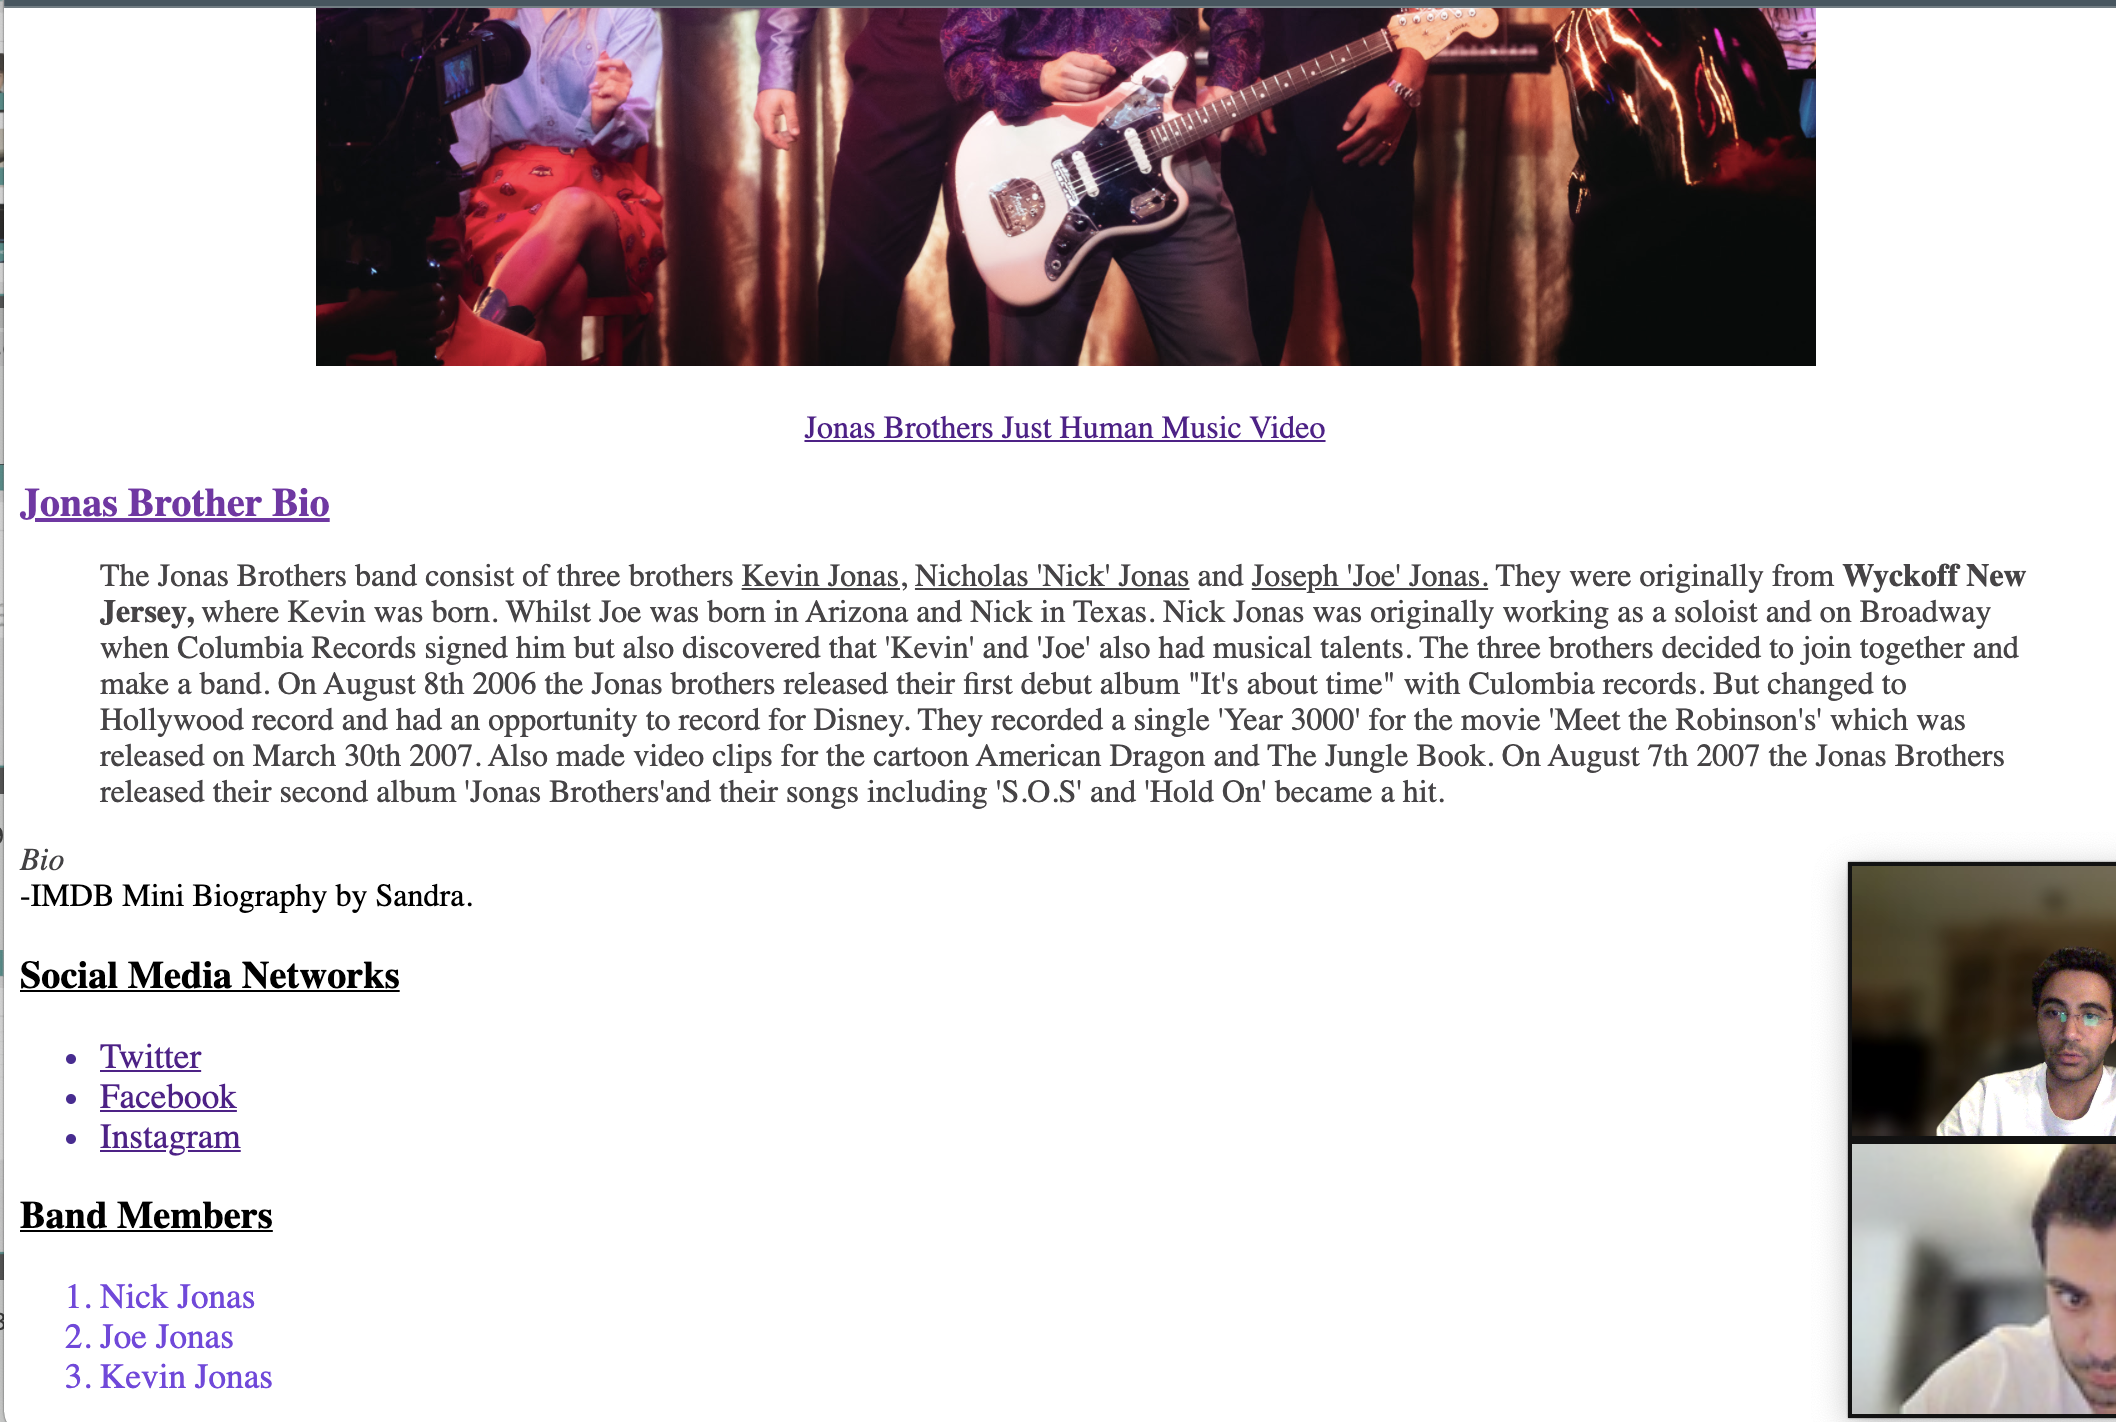 Jonas Brothers Just Human Music Video
Jonas Brother Bio
The Jonas Brothers band consist of three brothers Kevin Jonas, Nicholas 'Nick' Jonas and Joseph 'Joe' Jonas. They were originally from Wyckoff New
Jersey, where Kevin was born. Whilst Joe was born in Arizona and Nick in Texas. Nick Jonas was originally working as a soloist and on Broadway
when Columbia Records signed him but also discovered that 'Kevin' and 'Joe' also had musical talents. The three brothers decided to join together and
make a band. On August 8th 2006 the Jonas brothers released their first debut album "It's about time" with Culombia records. But changed to
Hollywood record and had an opportunity to record for Disney. They recorded a single 'Year 3000' for the movie 'Meet the Robinson's' which was
released on March 30th 2007. Also made video clips for the cartoon American Dragon and The Jungle Book. On August 7th 2007 the Jonas Brothers
released their second album 'Jonas Brothers'and their songs including 'S.O.S' and 'Hold On' became a hit.
Bio
-IMDB Mini Biography by Sandra.
Social Media Networks
• Twitter
• Facebook
• Instagram
Band Members
1. Nick Jonas
2. Joe Jonas
3. Kevin Jonas